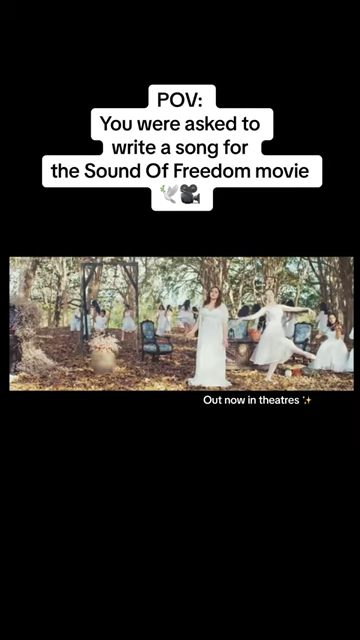 POV:
You were asked to
write a song for
the Sound Of Freedom movie
🕊️🎥
Out now in theatres ✨